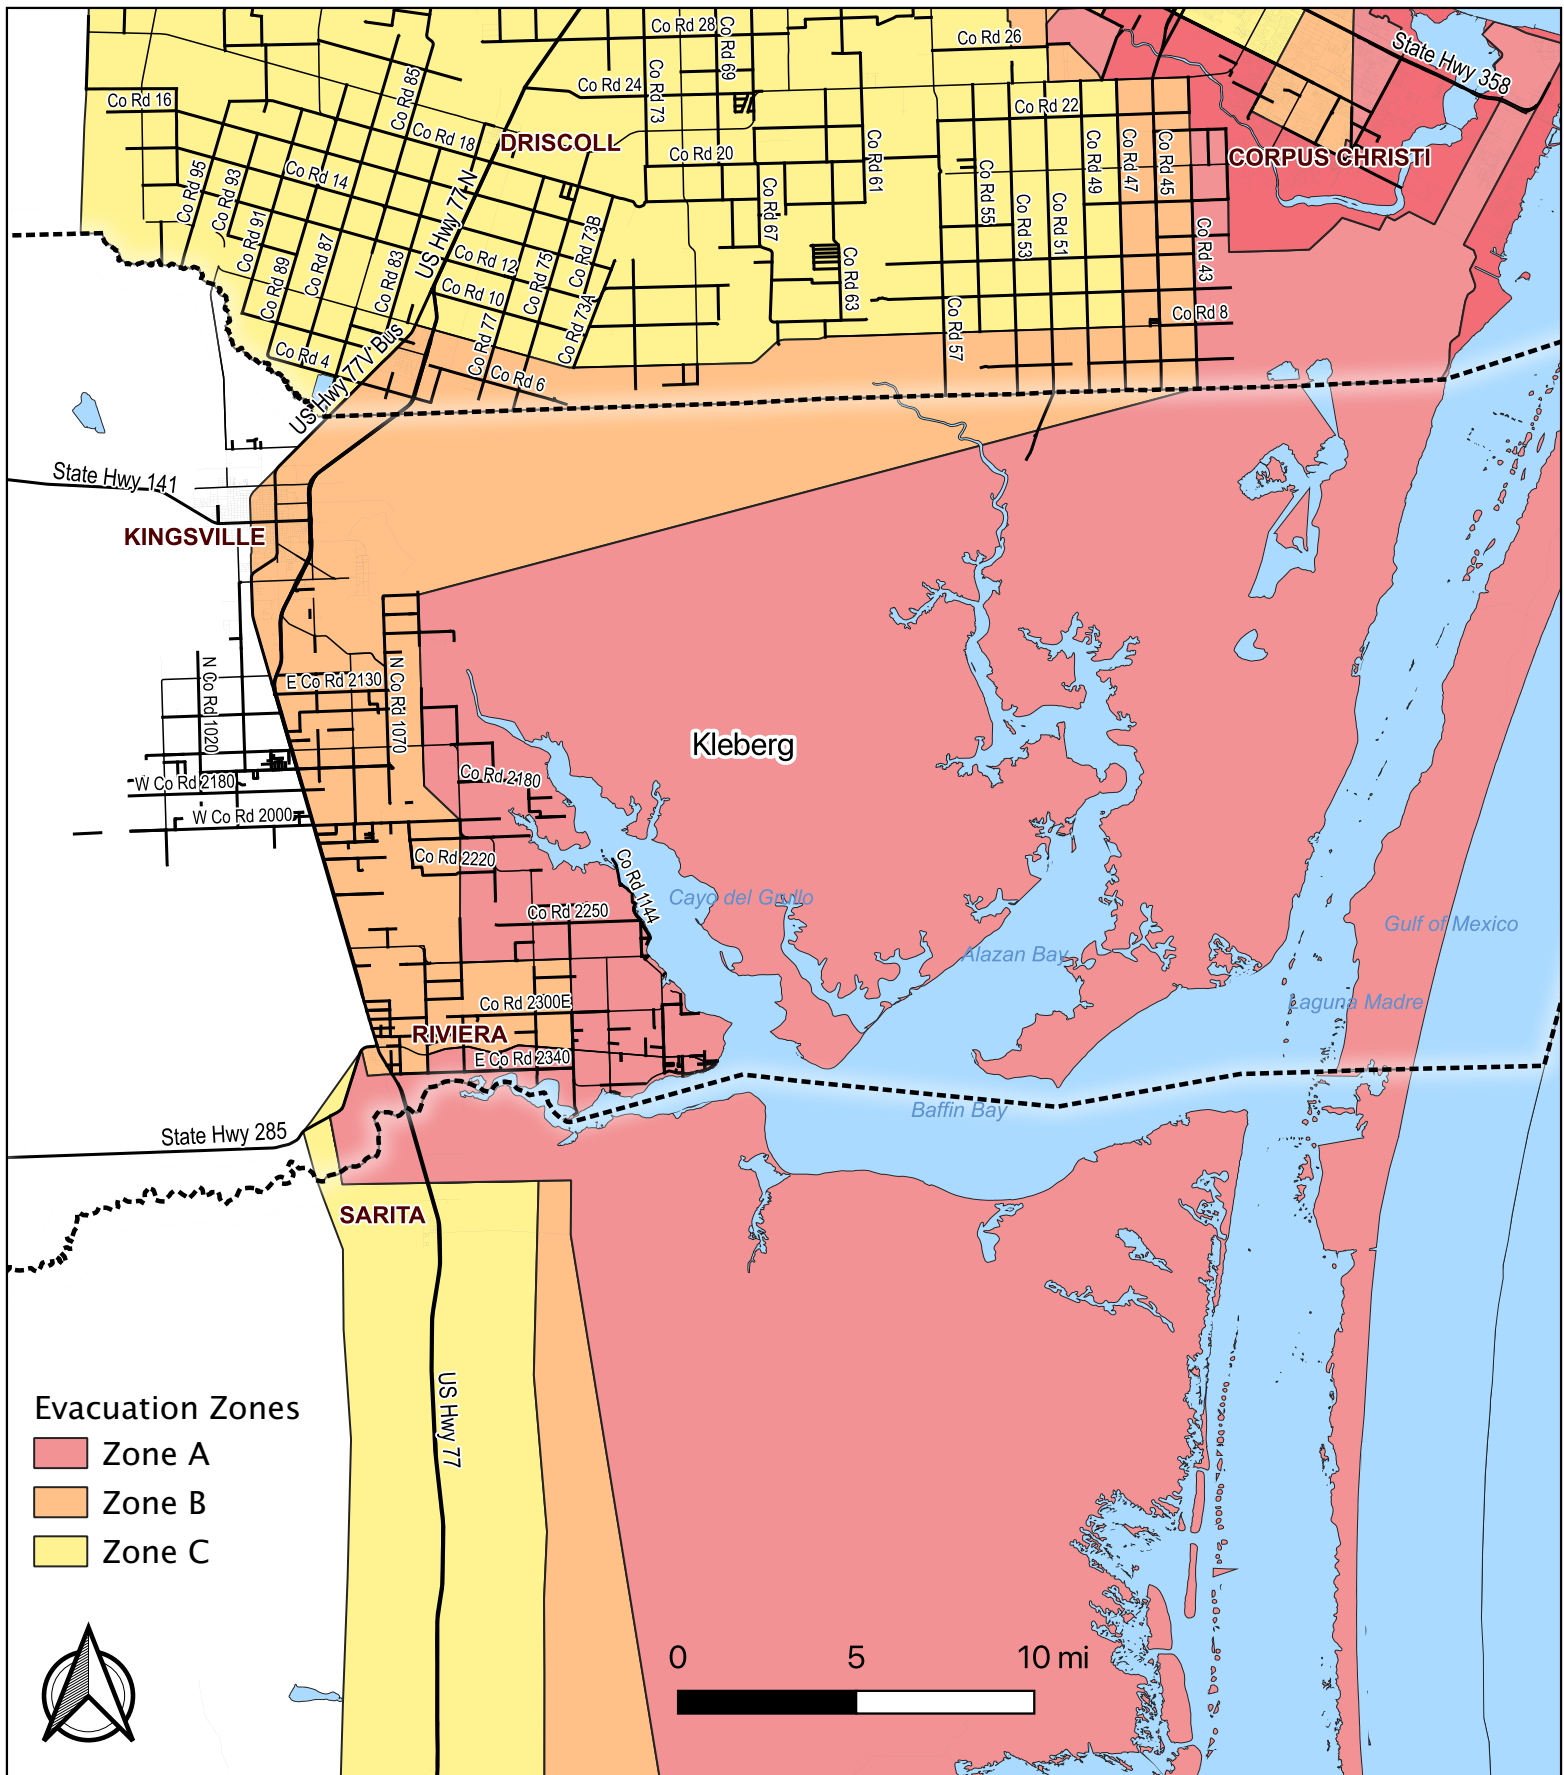 Co Rd 28
Co Rd 69
Co Rd 26
State Hwy 358
Co Rd 85
Co Rd 24
Co Rd 73
Co Rd 16
Co Rd 22
Co Rd 18
DRISCOLL
Co Rd 20
Co Rd 61
Co Rd 49
Co Rd 47
Co Rd 45
CORPUS CHRISTI
Co Rd 95
Co Rd 93
Co Rd 14
US Hwy 77 N
Co Rd 67
Co Rd 55
Co Rd 53
Co Rd 51
Co Rd 91
Co Rd 87
Co Rd 73B
Co Rd 43
Co Rd 89
Co Rd 83
Co Rd 12
Co Rd 75
Co Rd 63
Co Rd 10
Co Rd 73A
Co Rd 57
Co Rd 8
Co Rd 77
Co Rd 4
US Hwy 77V Bus
Co Rd 6
State Hwy 141
KINGSVILLE
N Co Rd 1020
E Co Rd 2130
N Co Rd 1070
Kleberg
W Co Rd 2180
Co Rd 2180
W Co Rd 2000
Co Rd 2220
Co Rd 1144
Cayo del Grullo
Co Rd 2250
Gulf of Mexico
Alazan Bay
Co Rd 2300E
Laguna Madre
RIVIERA
E Co Rd 2340
Baffin Bay
State Hwy 285
SARITA
US Hwy 77
Evacuation Zones
Zone A
Zone B
Zone C
0 5 10 mi